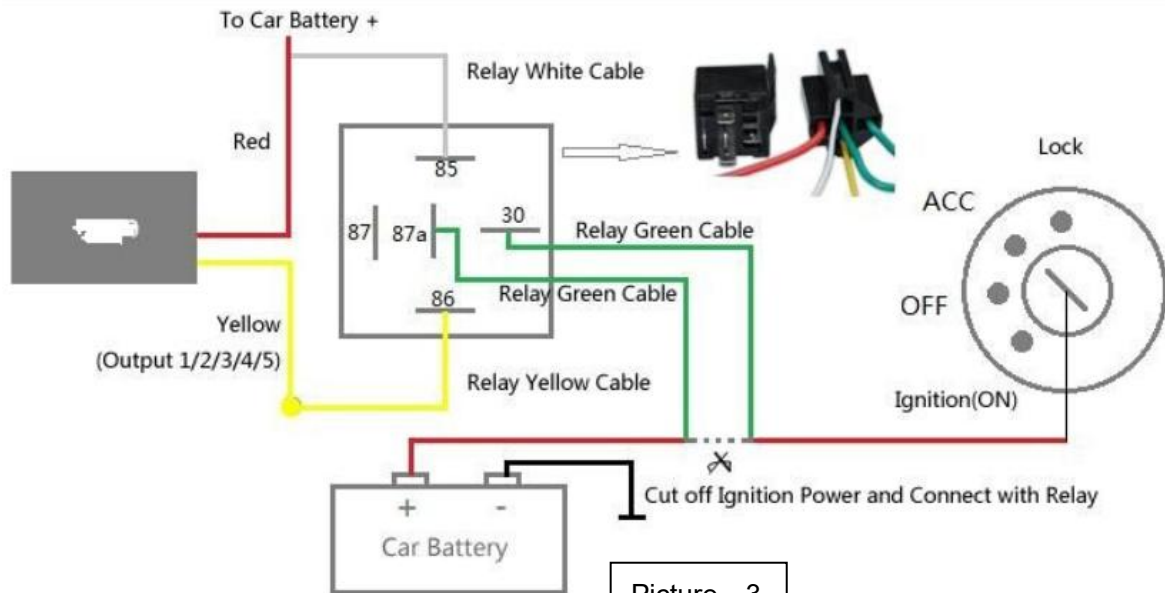 To Car Battery +
Relay White Cable
Red
Lock
85
ACC
87
87a
30
Relay Green Cable
Relay Green Cable
86
OFF
Yellow
(Output 1/2/3/4/5)
Relay Yellow Cable
Ignition(ON)
Cut off Ignition Power and Connect with Relay
+ -
Car Battery
Picture 3